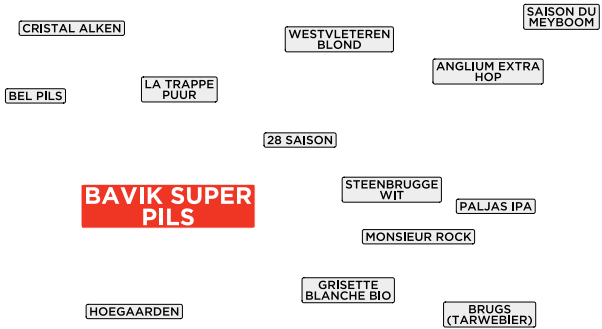 SAISON DU
MEYBOOM
CRISTAL ALKEN
WESTVLETEREN
BLOND
ANGLIUM EXTRA
HOP
LA TRAPPE
PUUR
BEL PILS
28 SAISON
STEENBRUGGE
WIT
BAVIK SUPER
PILS
PALJAS IPA
MONSIEUR ROCK
GRISETTE
BLANCHE BIO
HOEGAARDEN
BRUGS
(TARWEBIER)